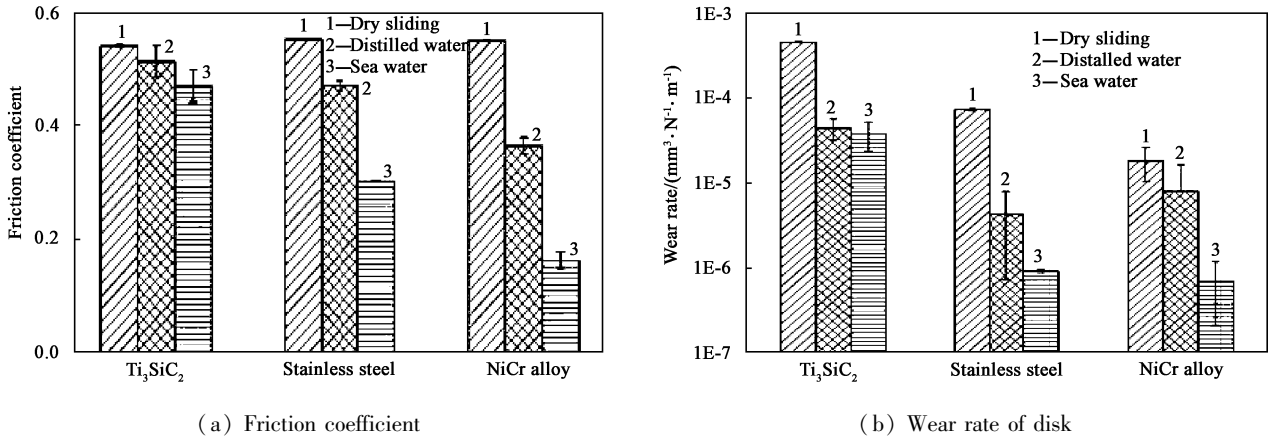 0.6
0.4
0.2
0.0
Friction coefficient
1—Dry sliding
2—Distilled water
3—Sea water
1
2
3
1
2
3
1
2
3
Ti₃SiC₂
Stainless steel
NiCr alloy
(a) Friction coefficient
1E-3
1E-4
1E-5
1E-6
1E-7
Wear rate/(mm³·N⁻¹·m⁻¹)
1—Dry sliding
2—Distalled water
3—Sea water
1
2
3
1
2
3
1
2
3
Ti₃SiC₂
Stainless steel
NiCr alloy
(b) Wear rate of disk